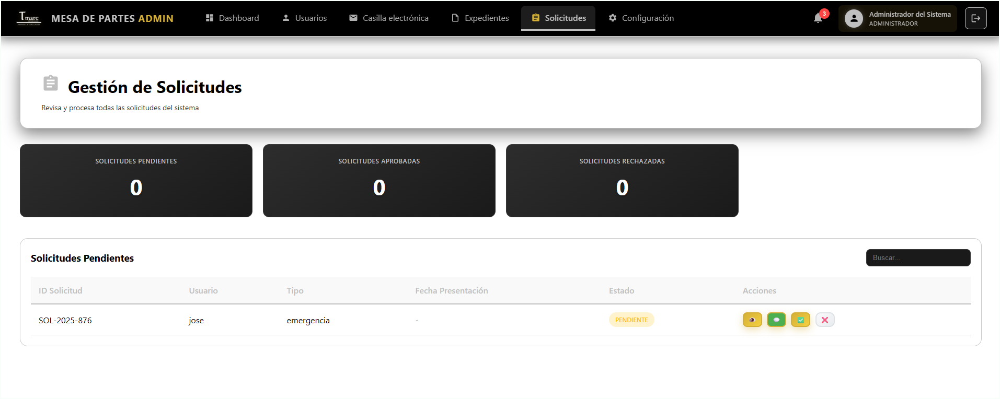 Tmarc
MESA DE PARTES ADMIN
Dashboard
Usuarios
Casilla electrónica
Expedientes
Solicitudes
Configuración
3
Administrador del Sistema
ADMINISTRADOR
Gestión de Solicitudes
Revisa y procesa todas las solicitudes del sistema
SOLICITUDES PENDIENTES
0
SOLICITUDES APROBADAS
0
SOLICITUDES RECHAZADAS
0
Solicitudes Pendientes
Buscar...
ID Solicitud Usuario Tipo Fecha Presentación Estado Acciones
SOL-2025-876 jose emergencia - PENDIENTE